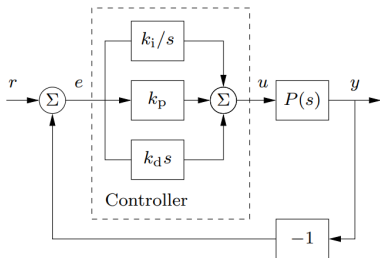 k_i/s
r
Σ
e
k_p
Σ
u
P(s)
y
k_d s
Controller
−1